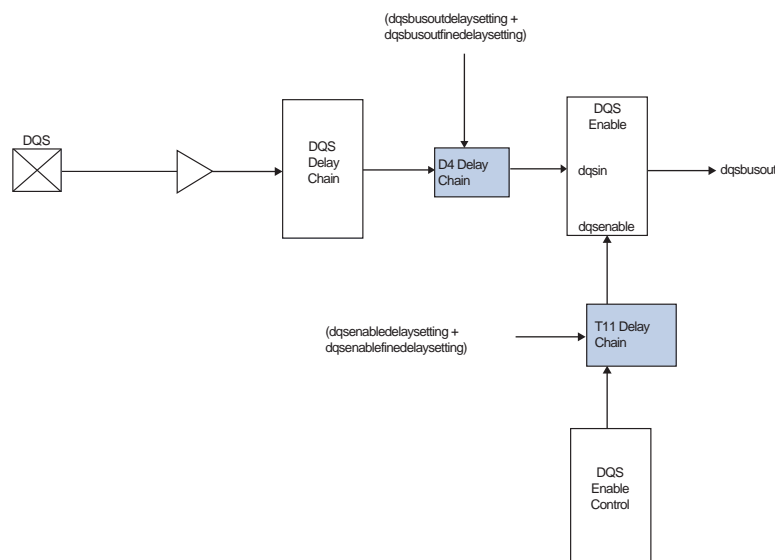 (dqsbusoutdelaysetting +
dqsbusoutfinedelaysetting)
DQS
DQS
Delay
Chain
D4 Delay
Chain
DQS
Enable
dqsin
dqsenable
dqsbusout
(dqsenabledelaysetting +
dqsenablefinedelaysetting)
T11 Delay
Chain
DQS
Enable
Control